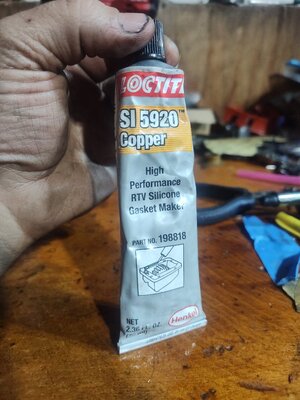 LOCTITE
SI 5920
Copper
High
Performance
RTV Silicone
Gasket Maker
PART NO. 198818
NET
Henkel